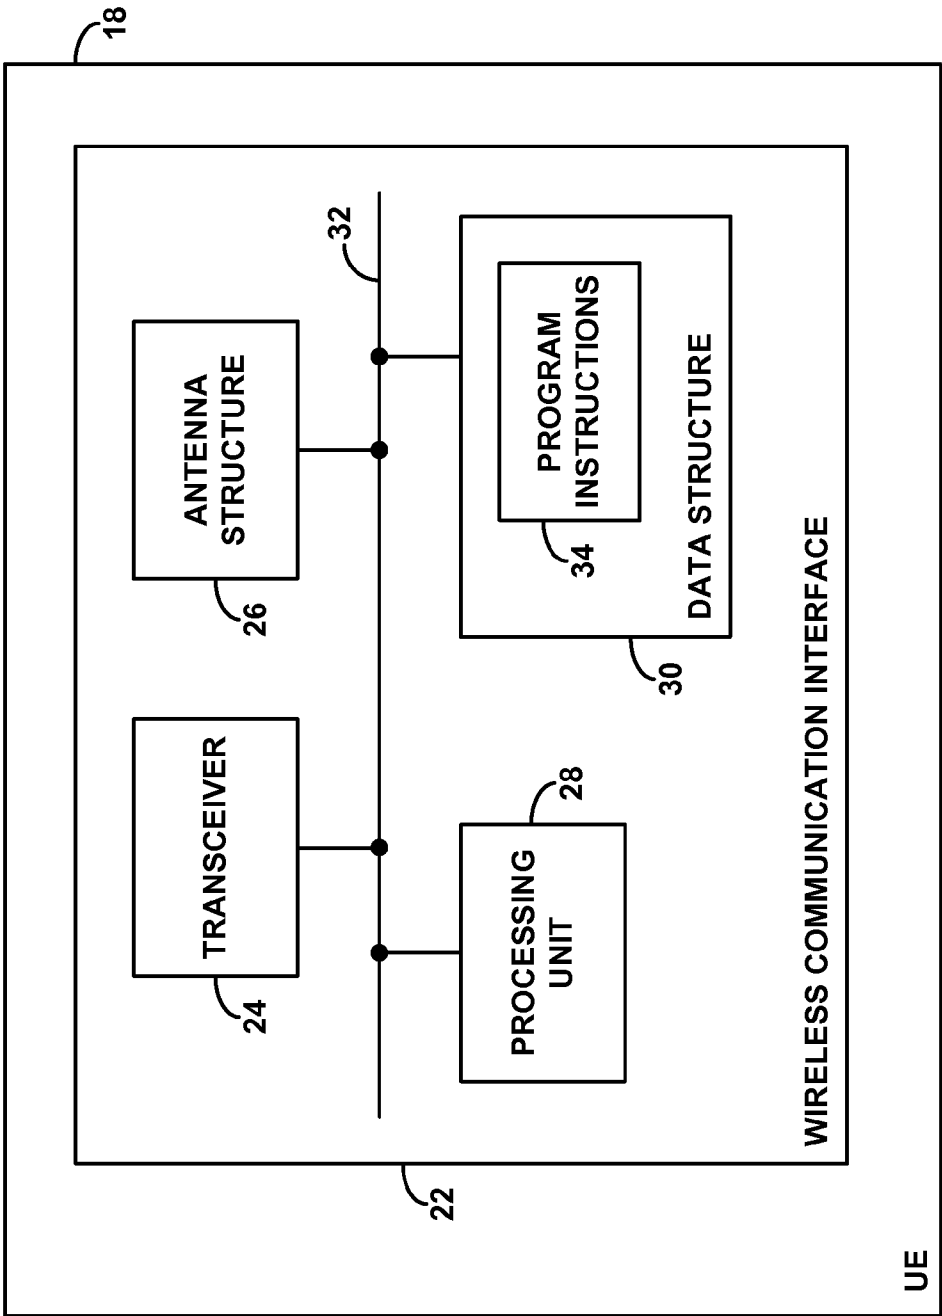 18
TRANSCEIVER
24
ANTENNA
STRUCTURE
26
32
PROCESSING
UNIT
28
PROGRAM
INSTRUCTIONS
34
DATA STRUCTURE
30
WIRELESS COMMUNICATION INTERFACE
22
UE